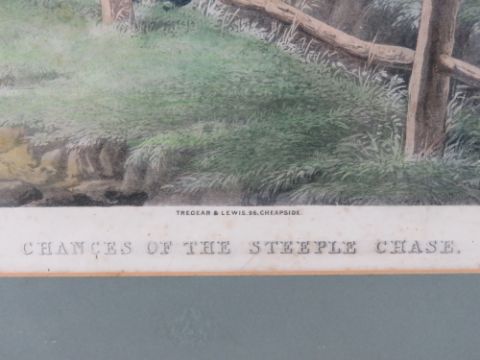 TREGEAR & LEWIS. 96, CHEAPSIDE.
CHANCES OF THE STEEPLE CHASE.